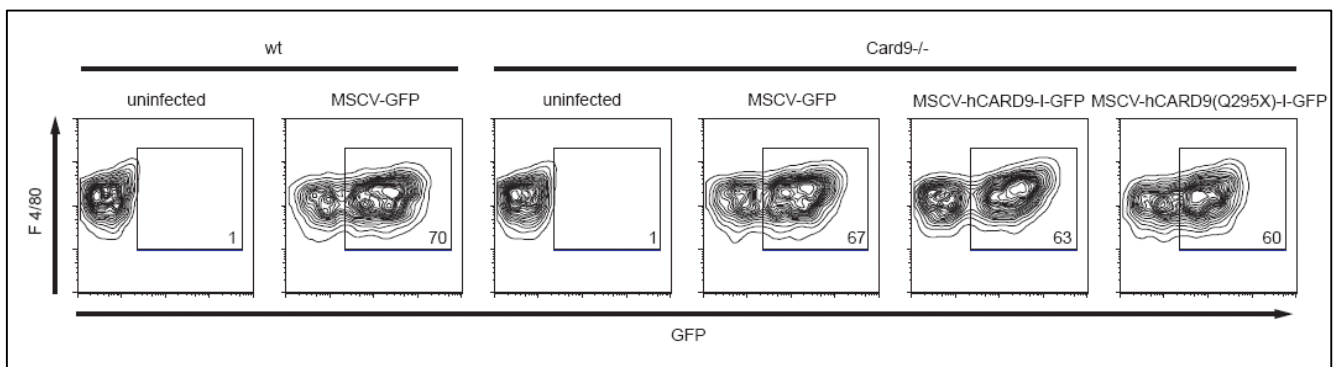 wt Card9-/-
uninfected MSCV-GFP uninfected MSCV-GFP MSCV-hCARD9-I-GFP MSCV-hCARD9(Q295X)-I-GFP
F 4/80
1 70 1 67 63 60
GFP